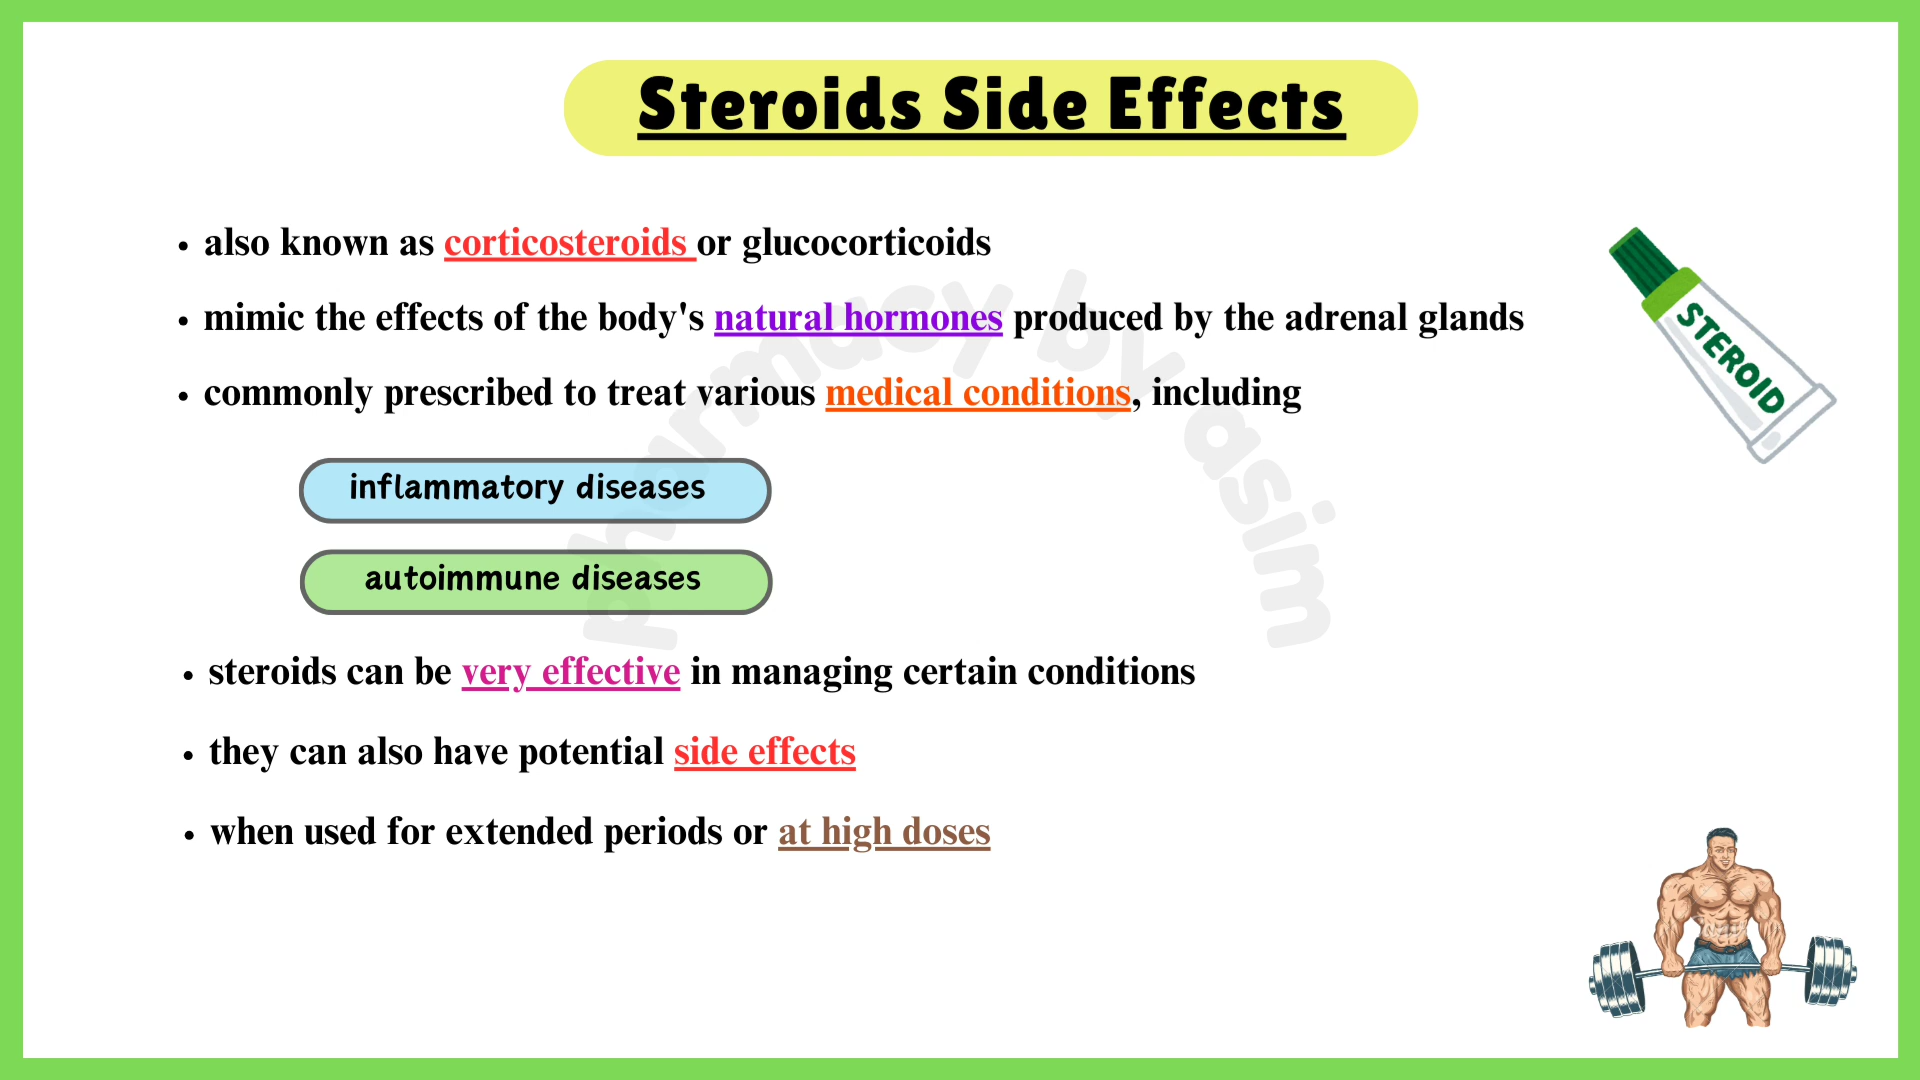 Steroids Side Effects
• also known as corticosteroids or glucocorticoids
• mimic the effects of the body's natural hormones produced by the adrenal glands
• commonly prescribed to treat various medical conditions, including
inflammatory diseases
autoimmune diseases
• steroids can be very effective in managing certain conditions
• they can also have potential side effects
• when used for extended periods or at high doses
STEROID
pharmacy by asim